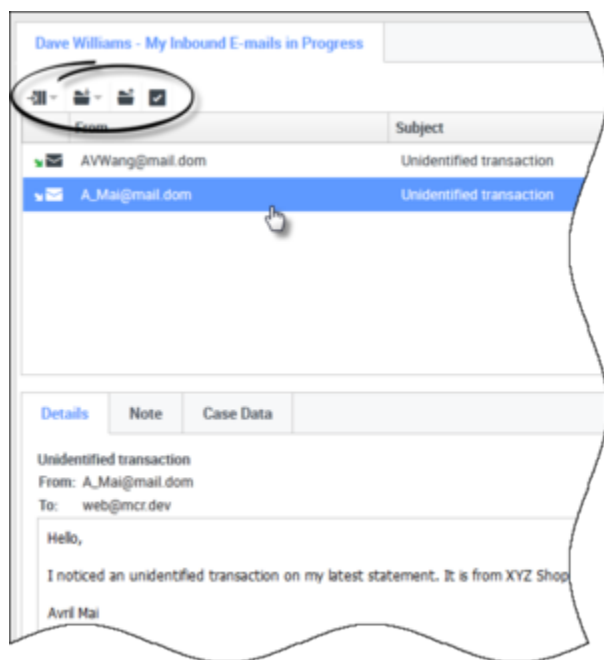 Dave Williams - My Inbound E-mails in Progress
From Subject
AVWang@mail.dom Unidentified transaction
A_Mai@mail.dom Unidentified transaction
Details Note Case Data
Unidentified transaction
From: A_Mai@mail.dom
To: web@mcr.dev
Hello,
I noticed an unidentified transaction on my latest statement. It is from XYZ Shop
Avril Mai